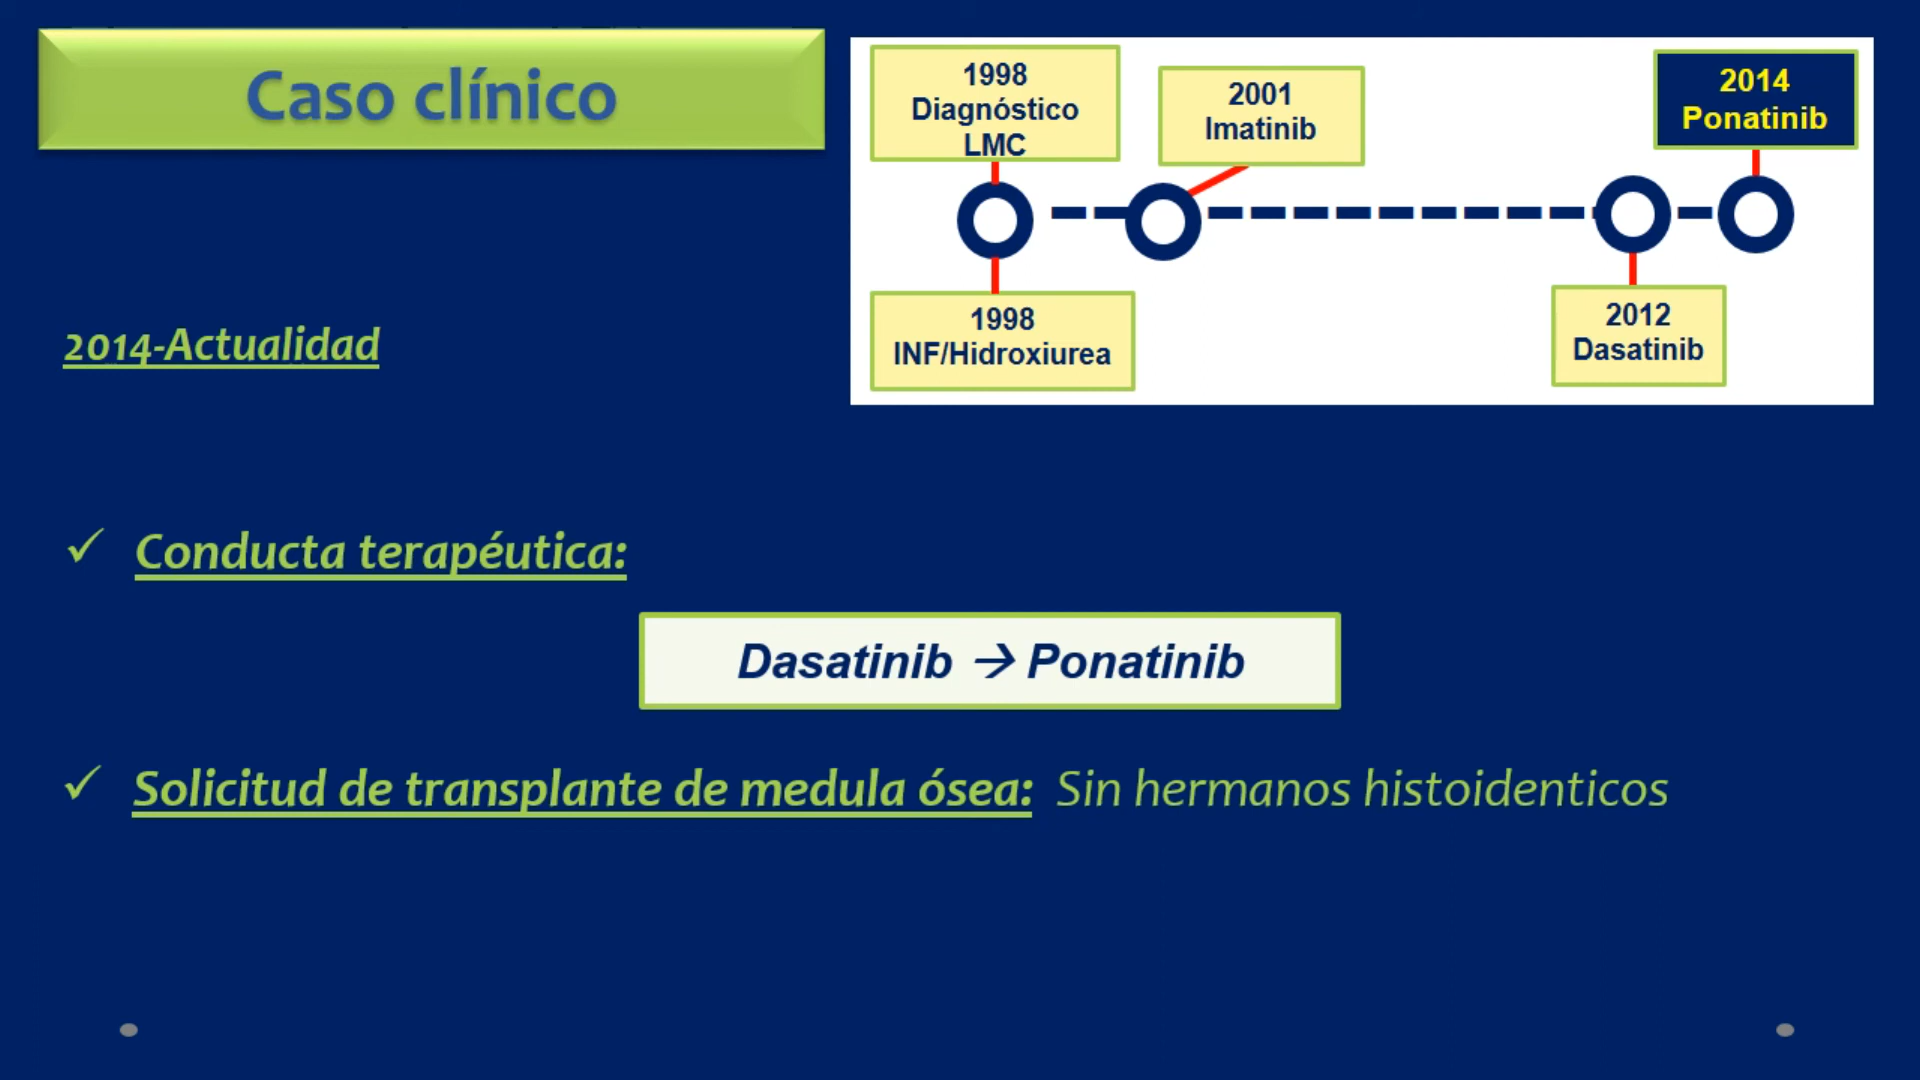 Caso clínico
1998
Diagnóstico
LMC
2001
Imatinib
2014
Ponatinib
1998
INF/Hidroxiurea
2012
Dasatinib
2014-Actualidad
✓ Conducta terapéutica:
Dasatinib → Ponatinib
✓ Solicitud de transplante de medula ósea: Sin hermanos histoidenticos